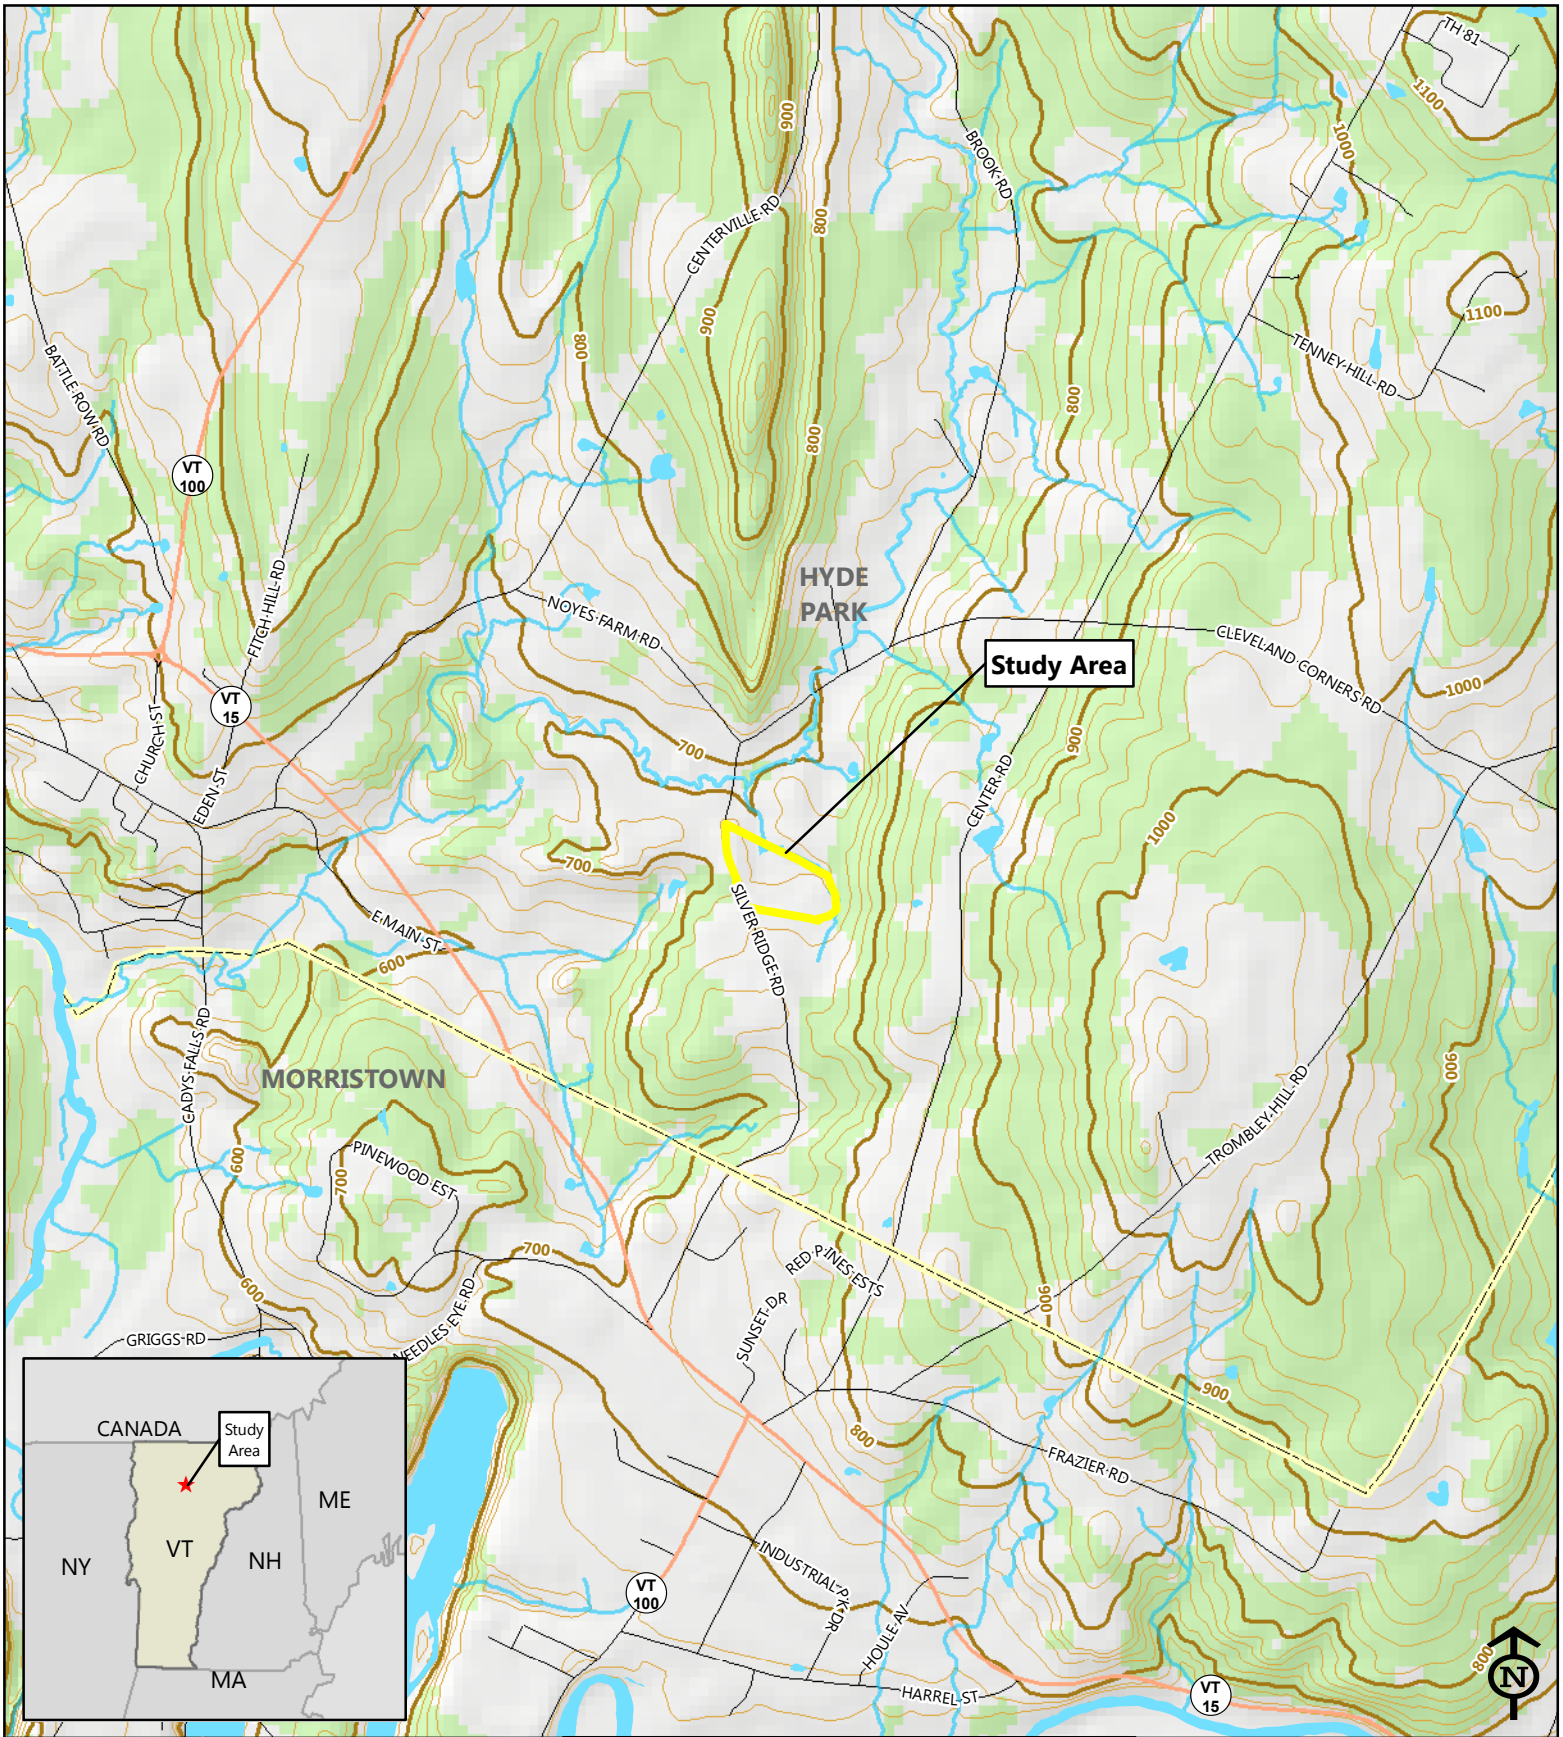 TH 81
1100
900
1000
BROOK RD
CENTERVILLE RD
800
1100
900
TENNEY HILL RD
800
BATTLE ROW RD
800
800
VT
100
FITCH HILL RD
HYDE
PARK
NOYES FARM RD
CLEVELAND CORNERS RD
Study Area
1000
VT
15
CHURCH ST
700
900
EDEN ST
CENTER RD
1000
700
SILVER RIDGE RD
E MAIN ST
600
CADYS FALLS RD
MORRISTOWN
900
TROMBLEY HILL RD
600
PINEWOOD EST
700
700
RED PINES ESTS
600
900
SUNSET DR
NEEDLES EYE RD
GRIGGS RD
900
CANADA
Study
Area
800
FRAZIER RD
ME
VT
NY
NH
INDUSTRIAL PK DR
VT
100
HOULE AV
800
MA
HARREL ST
VT
15
N